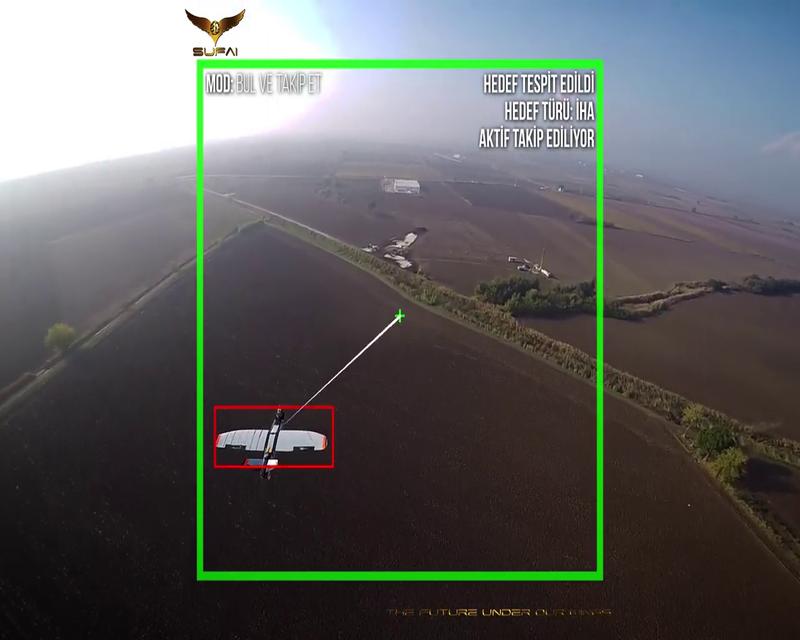 SUFAI
MOD: BUL VE TAKİP ET
HEDEF TESPİT EDİLDİ
HEDEF TÜRÜ: İHA
AKTİF TAKİP EDİLİYOR
THE FUTURE UNDER OUR WINGS